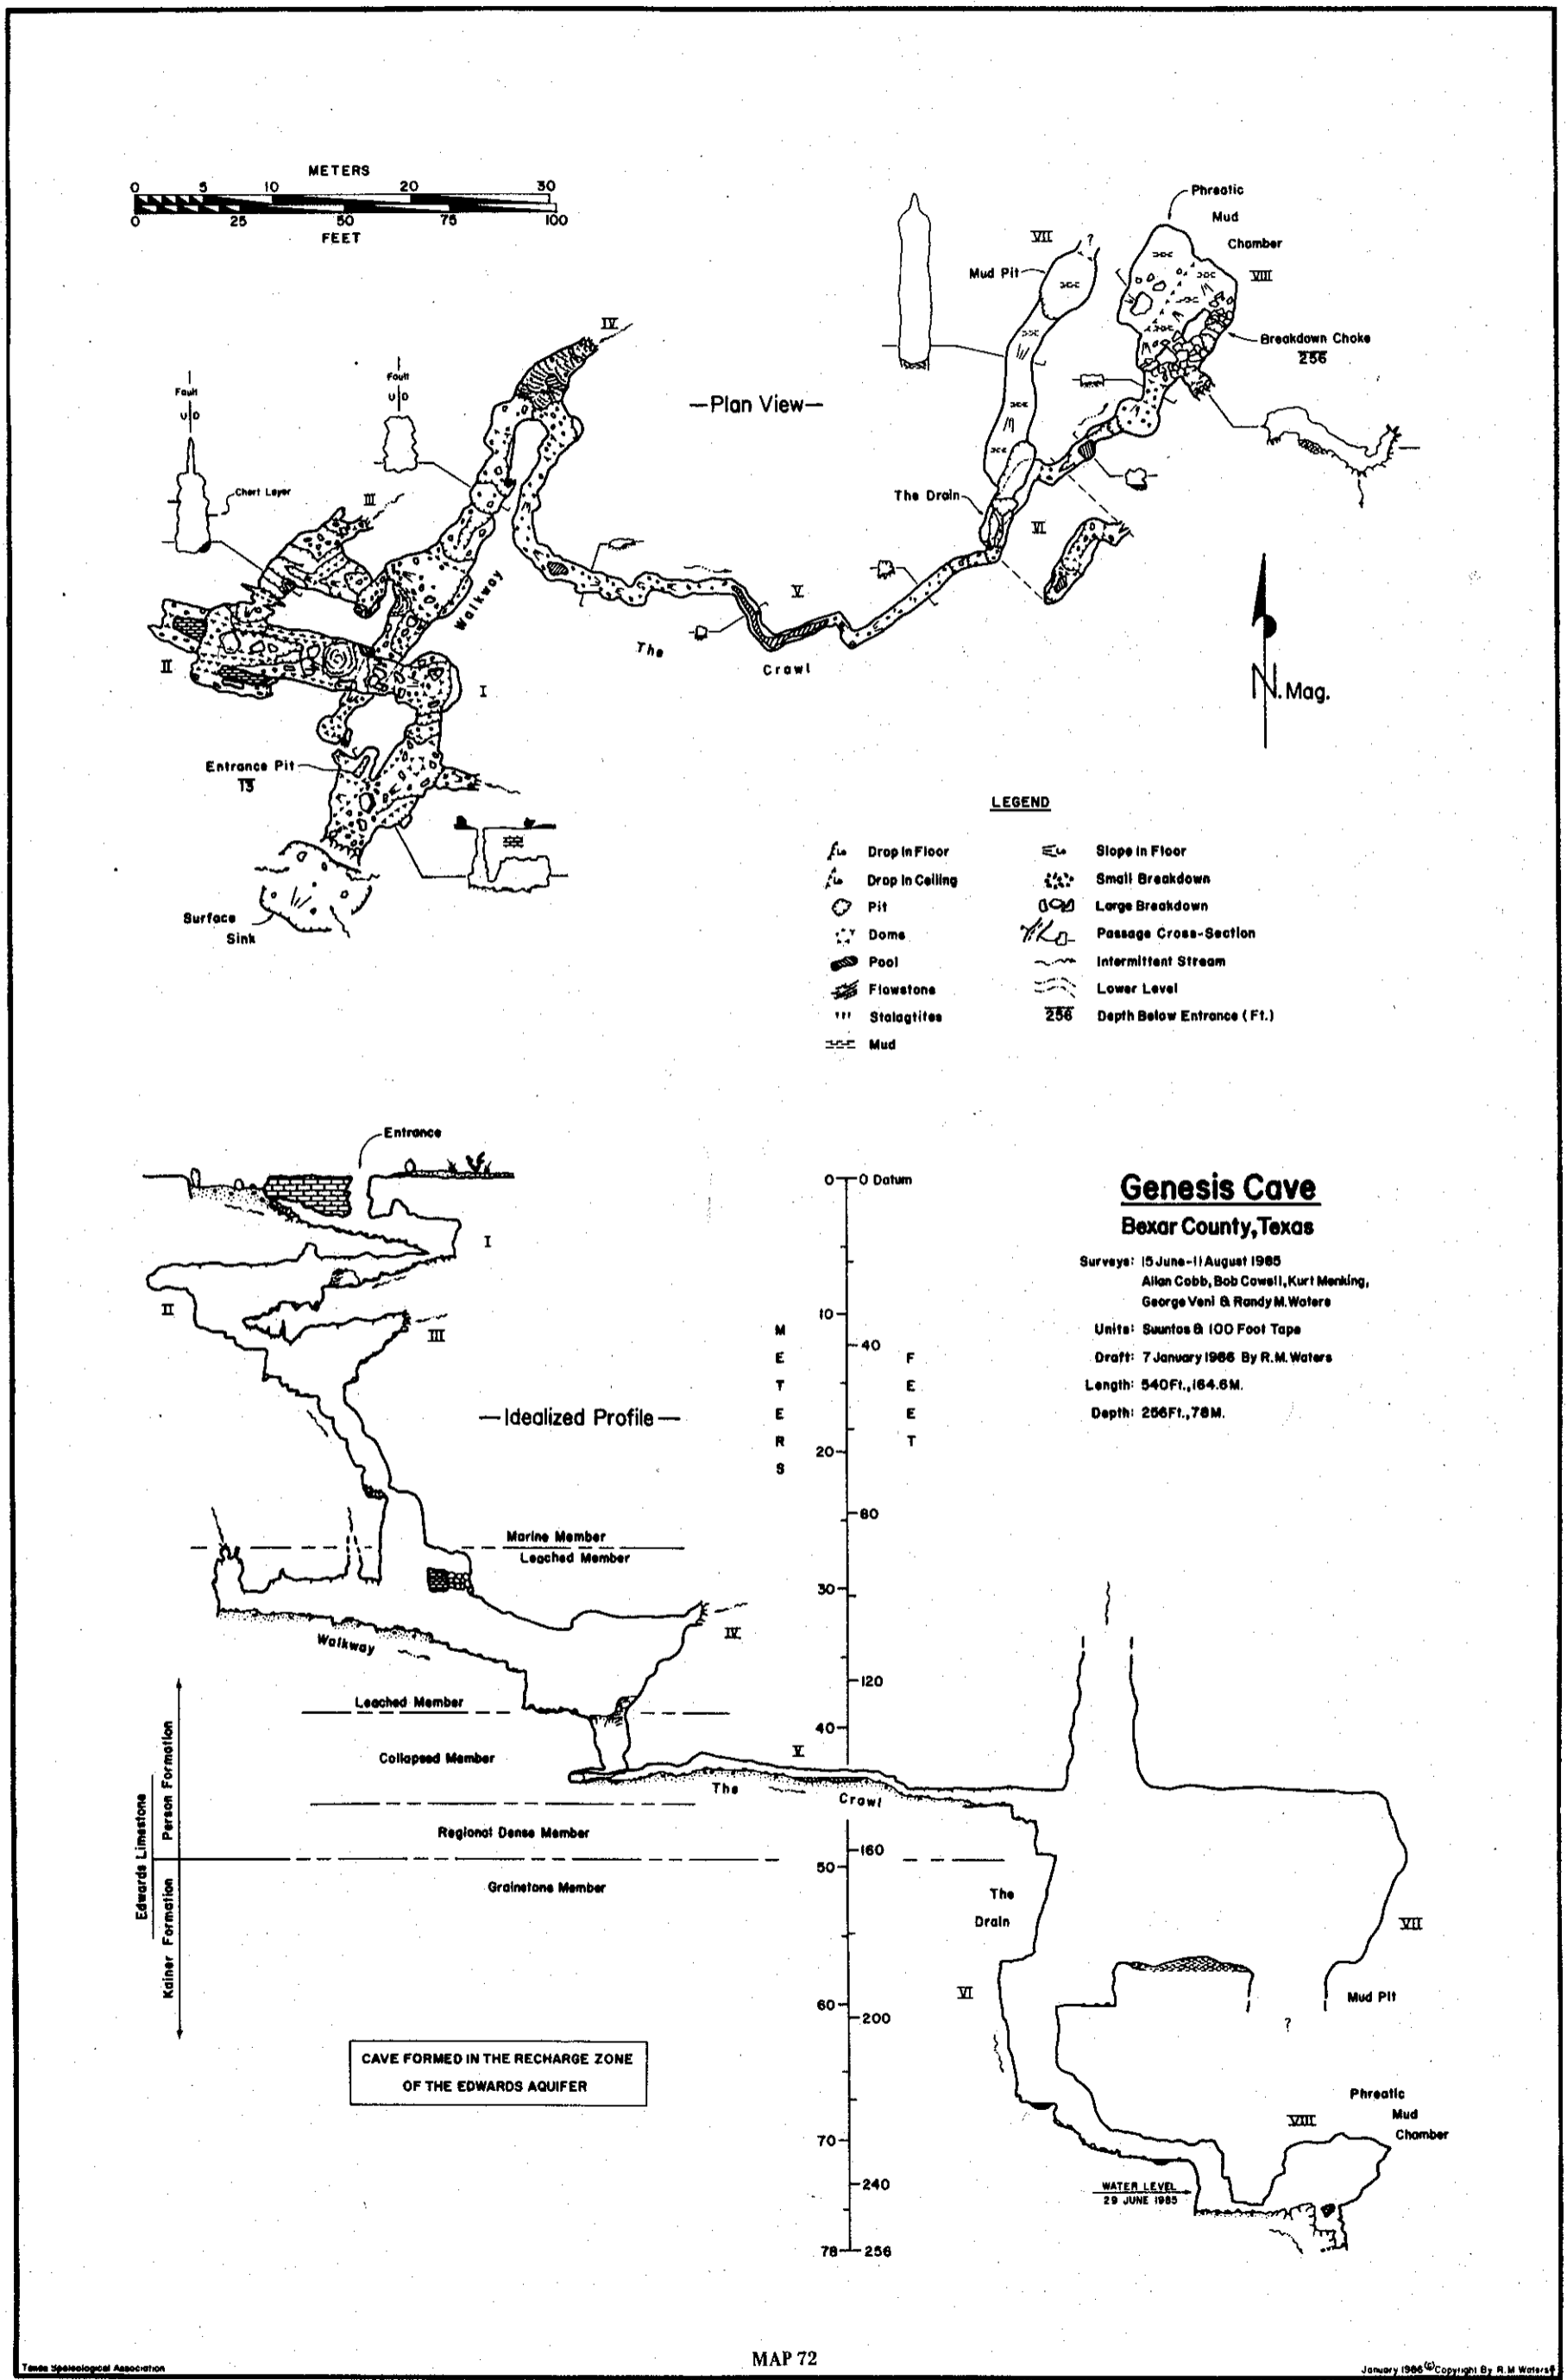 METERS
0 5 10 20 30
0 25 50 75 100
FEET
Phreatic
Mud
Chamber
VII
?
Mud Pit
VIII
IV
Breakdown Choke
256
Fault
U D
Fault
U D
—Plan View—
Chert Layer
III
The Drain
VI
Walkway
V
The
Crawl
II
I
N. Mag.
Entrance Pit
13
Surface
Sink
LEGEND
Drop In Floor
Drop In Ceiling
Pit
Dome
Pool
Flowstone
Stalagtites
Mud
Slope In Floor
Small Breakdown
Large Breakdown
Passage Cross-Section
Intermittent Stream
Lower Level
256 Depth Below Entrance (Ft.)
Entrance
0 0 Datum
Genesis Cave
Bexar County, Texas
Surveys: 15 June-11 August 1985
Allan Cobb, Bob Cowell, Kurt Menking,
George Veni & Randy M. Waters
Units: Suuntos & 100 Foot Tape
Draft: 7 January 1986 By R.M. Waters
Length: 540 Ft., 164.6 M.
Depth: 256 Ft., 78 M.
I
II
III
10
40
METERS
FEET
—Idealized Profile—
20
80
Marine Member
Leached Member
30
IV
Walkway
120
Leached Member
40
Collapsed Member
V
The
Crawl
Regional Dense Member
160
50
Grainstone Member
Edwards Limestone
Person Formation
Kainer Formation
The
Drain
VII
VI
Mud Pit
60
200
?
CAVE FORMED IN THE RECHARGE ZONE
OF THE EDWARDS AQUIFER
Phreatic
Mud
Chamber
VIII
70
240
WATER LEVEL
29 JUNE 1985
78 256
MAP 72
Texas Speleological Association
January 1986 © Copyright By R.M Waters